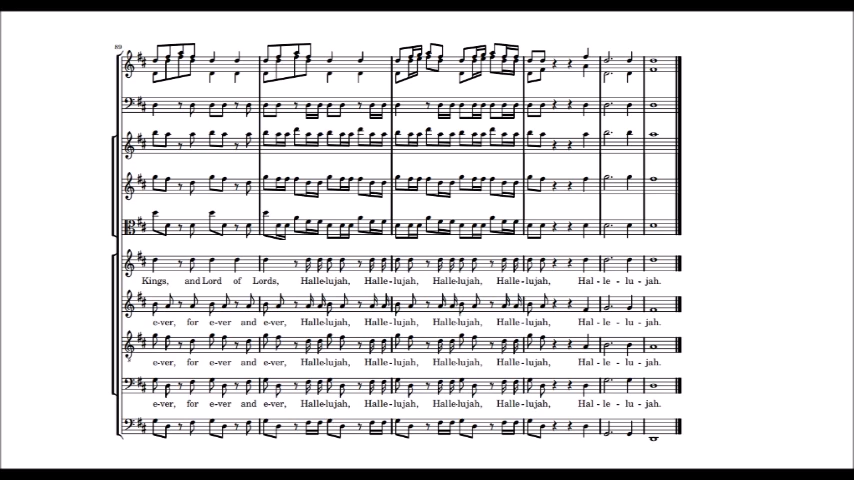 89
Kings, and Lord of Lords, Halle-lujah, Halle-lujah, Halle-lujah, Halle-lujah, Hal - le - lu - jah.
e-ver, for e-ver and e-ver, Halle-lujah, Halle-lujah, Halle-lujah, Halle-lujah, Hal - le - lu - jah.
e-ver, for e-ver and e-ver, Halle-lujah, Halle-lujah, Halle-lujah, Halle-lujah, Hal - le - lu - jah.
e-ver, for e-ver and e-ver, Halle-lujah, Halle-lujah, Halle-lujah, Halle-lujah, Hal - le - lu - jah.